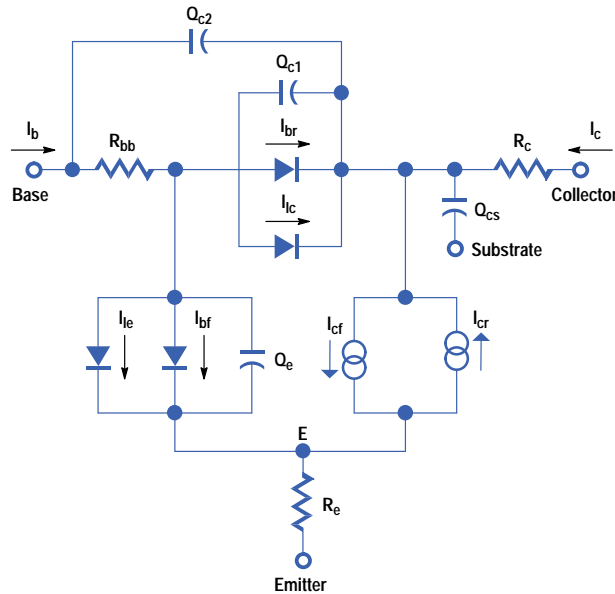 Qc2
Qc1
Ib
Rbb
Ibr
Rc
Ic
Base
Ilc
Qcs
Collector
Substrate
Ile
Ibf
Qe
Icf
Icr
E
Re
Emitter